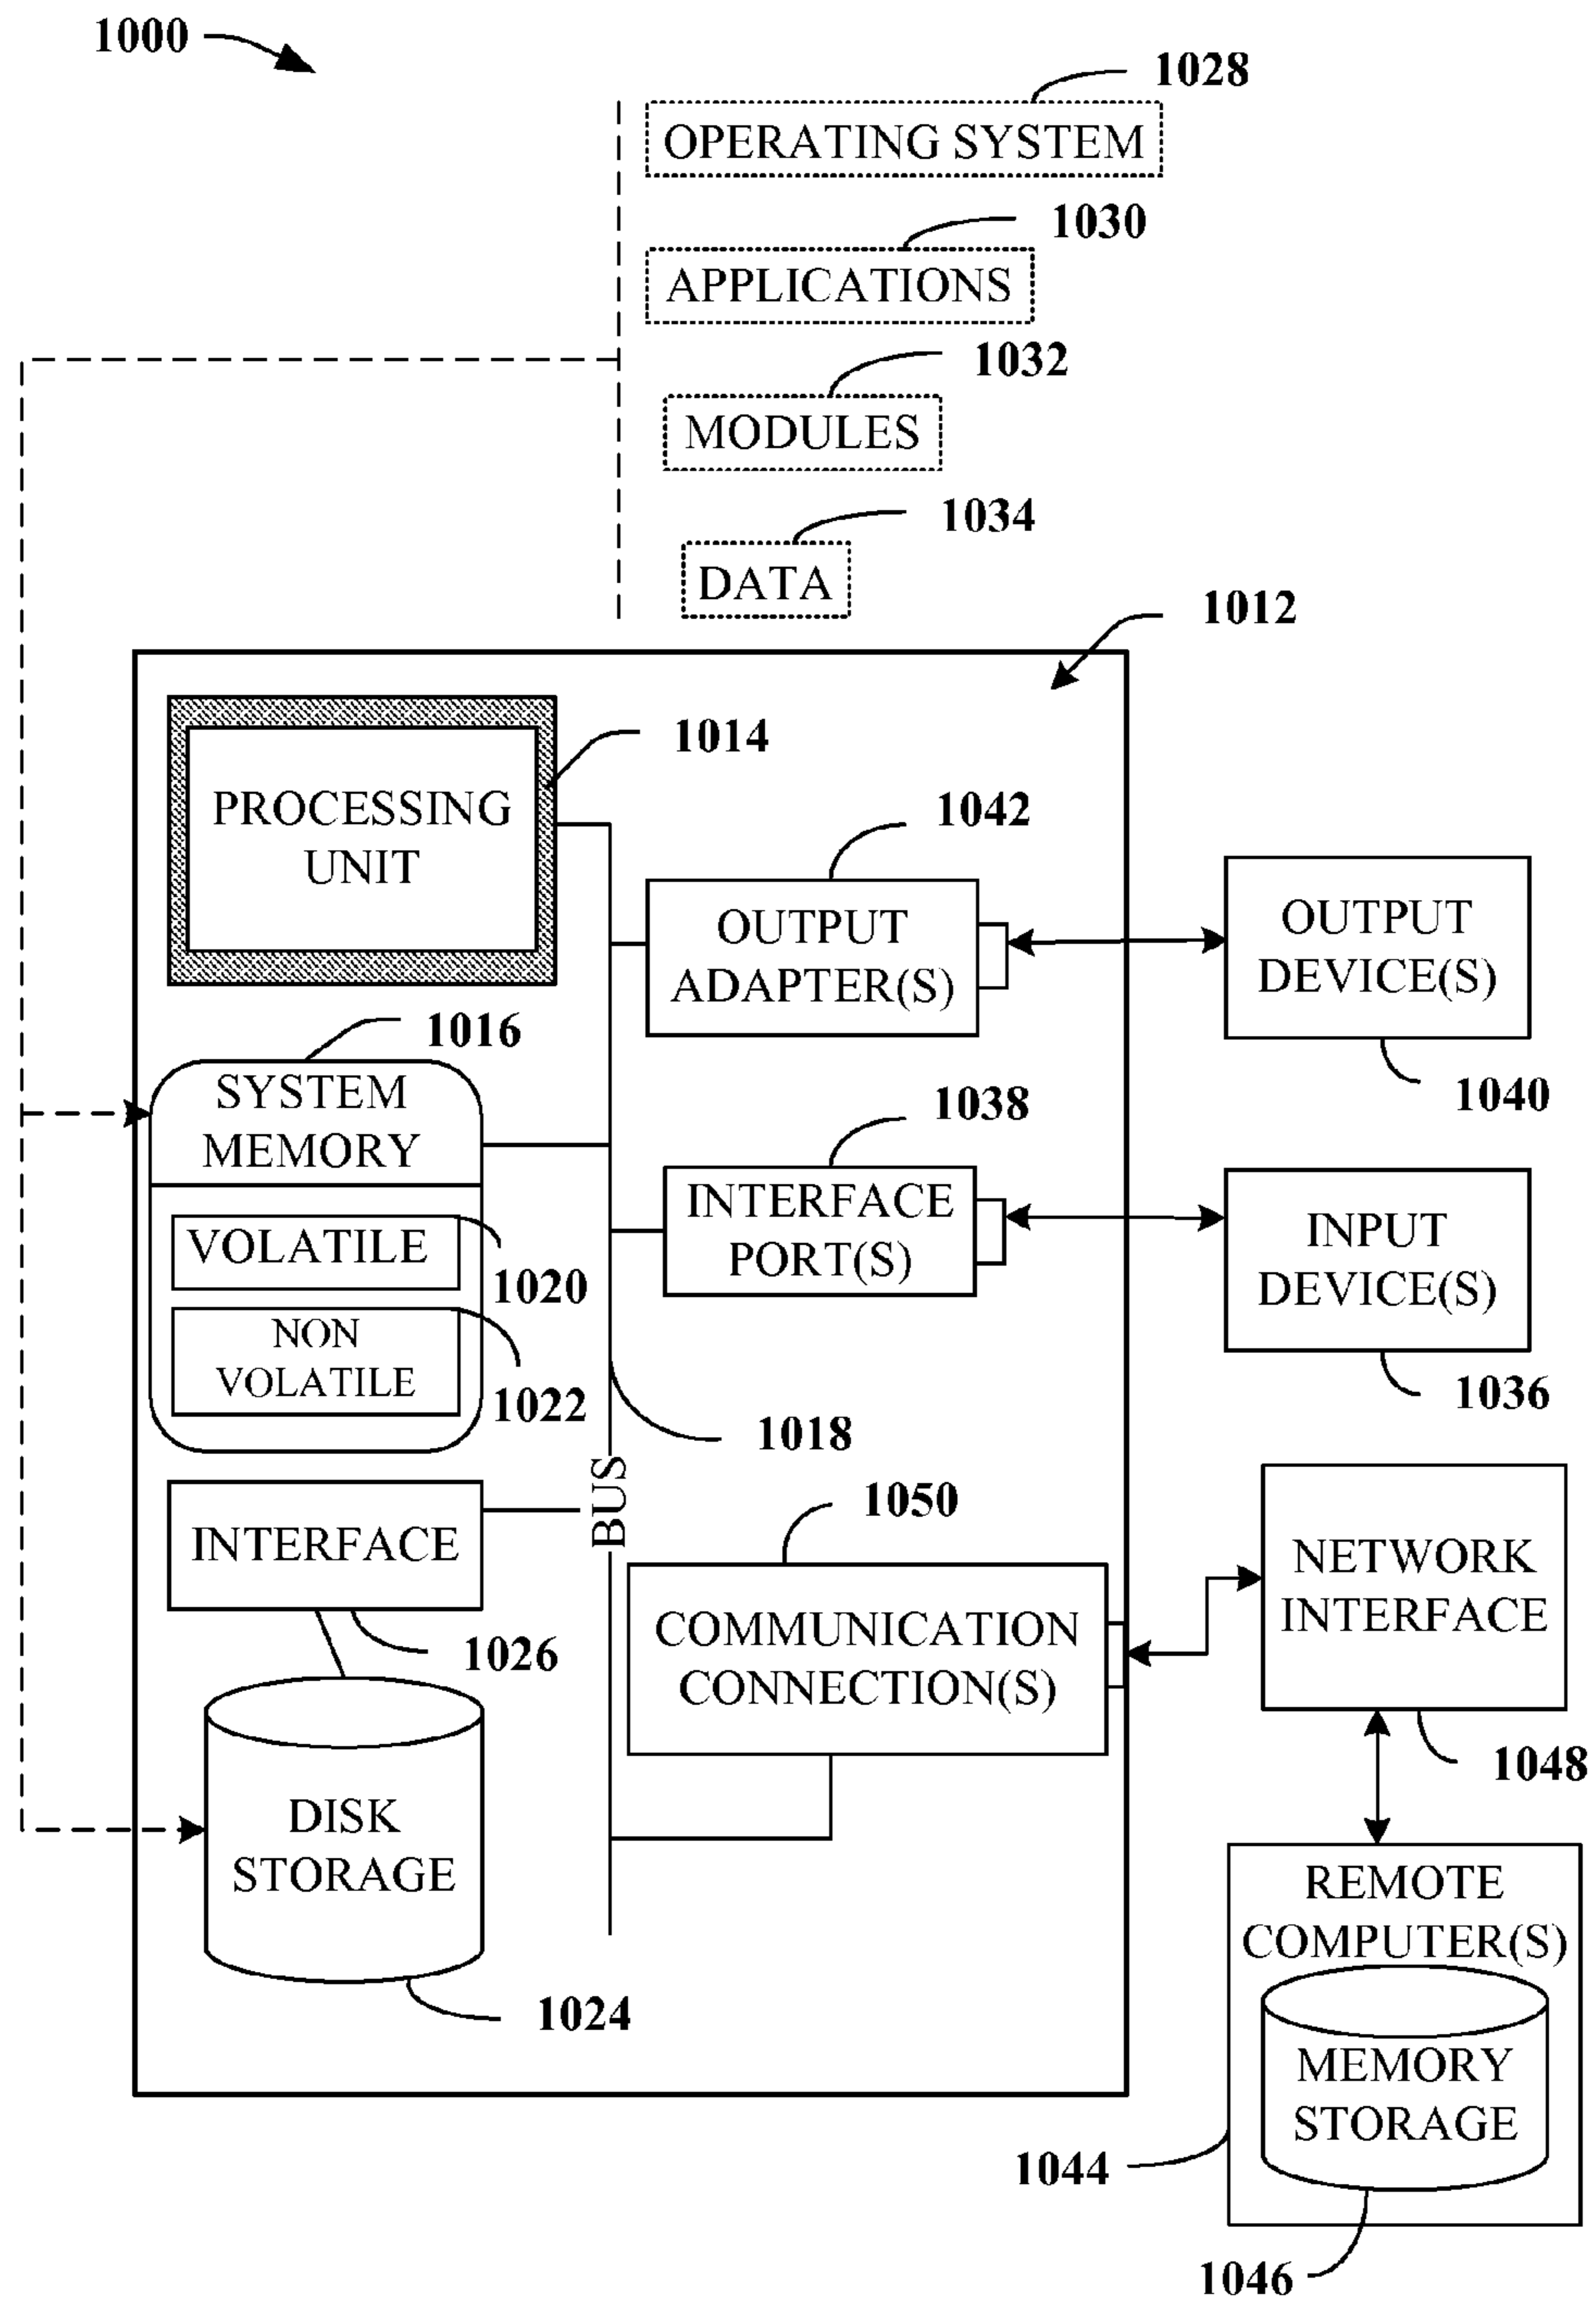 1000
1028
OPERATING SYSTEM
1030
APPLICATIONS
1032
MODULES
1034
DATA
1012
1014
PROCESSING
UNIT
1042
OUTPUT
ADAPTER(S)
OUTPUT
DEVICE(S)
1040
1016
SYSTEM
MEMORY
VOLATILE
1020
NON
VOLATILE
1022
1038
INTERFACE
PORT(S)
INPUT
DEVICE(S)
1036
1018
BUS
INTERFACE
1026
1050
COMMUNICATION
CONNECTION(S)
NETWORK
INTERFACE
1048
DISK
STORAGE
1024
REMOTE
COMPUTER(S)
MEMORY
STORAGE
1044
1046